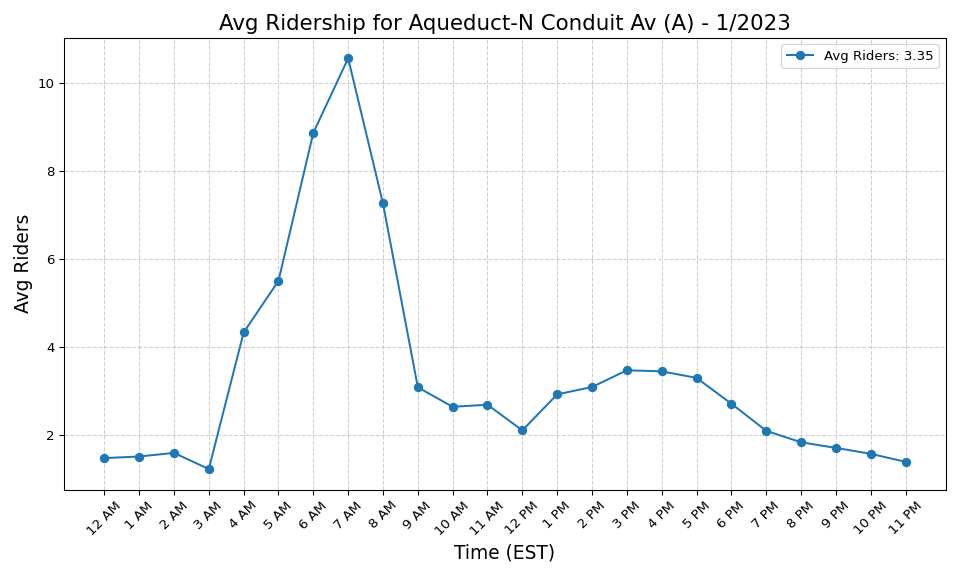 Avg Ridership for Aqueduct-N Conduit Av (A) - 1/2023
Avg Riders: 3.35
Avg Riders
10
8
6
4
2
12 AM
1 AM
2 AM
3 AM
4 AM
5 AM
6 AM
7 AM
8 AM
9 AM
10 AM
11 AM
12 PM
1 PM
2 PM
3 PM
4 PM
5 PM
6 PM
7 PM
8 PM
9 PM
10 PM
11 PM
Time (EST)